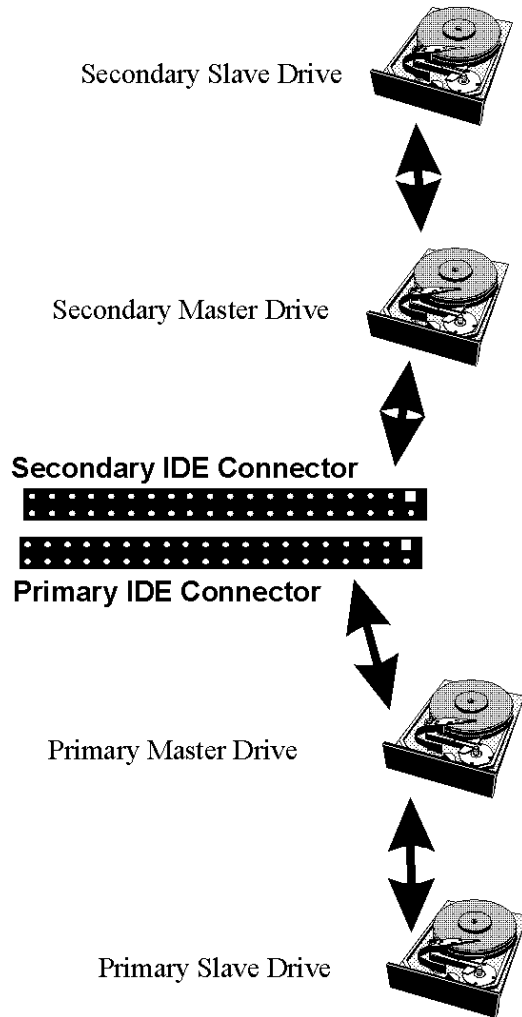 Secondary Slave Drive
Secondary Master Drive
Secondary IDE Connector
Primary IDE Connector
Primary Master Drive
Primary Slave Drive